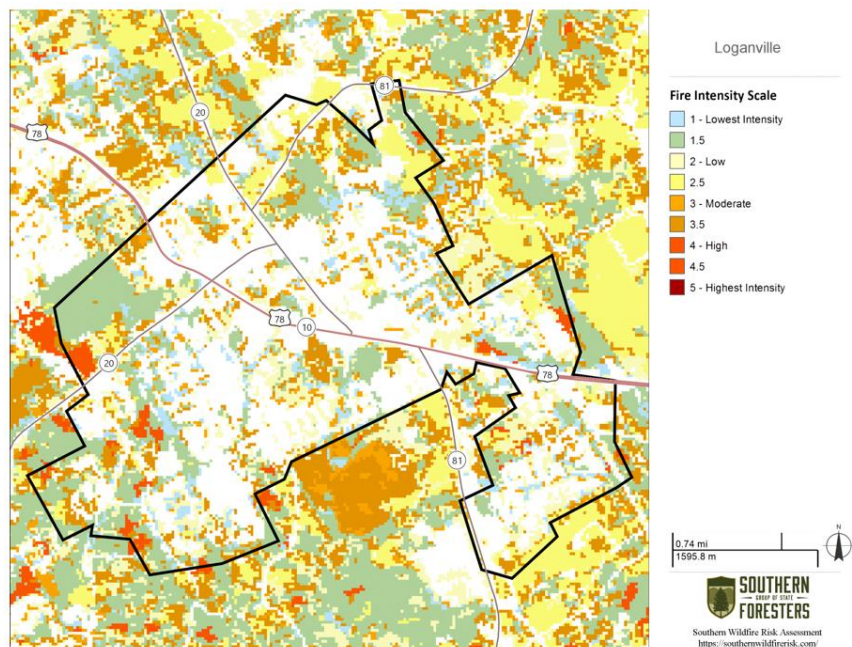 81
20
78
20
78
10
78
81
Loganville
Fire Intensity Scale
1 - Lowest Intensity
1.5
2 - Low
2.5
3 - Moderate
3.5
4 - High
4.5
5 - Highest Intensity
0.74 mi
1595.8 m
N
SOUTHERN
GROUP OF STATE
FORESTERS
Southern Wildfire Risk Assessment
https://southernwildfirerisk.com/